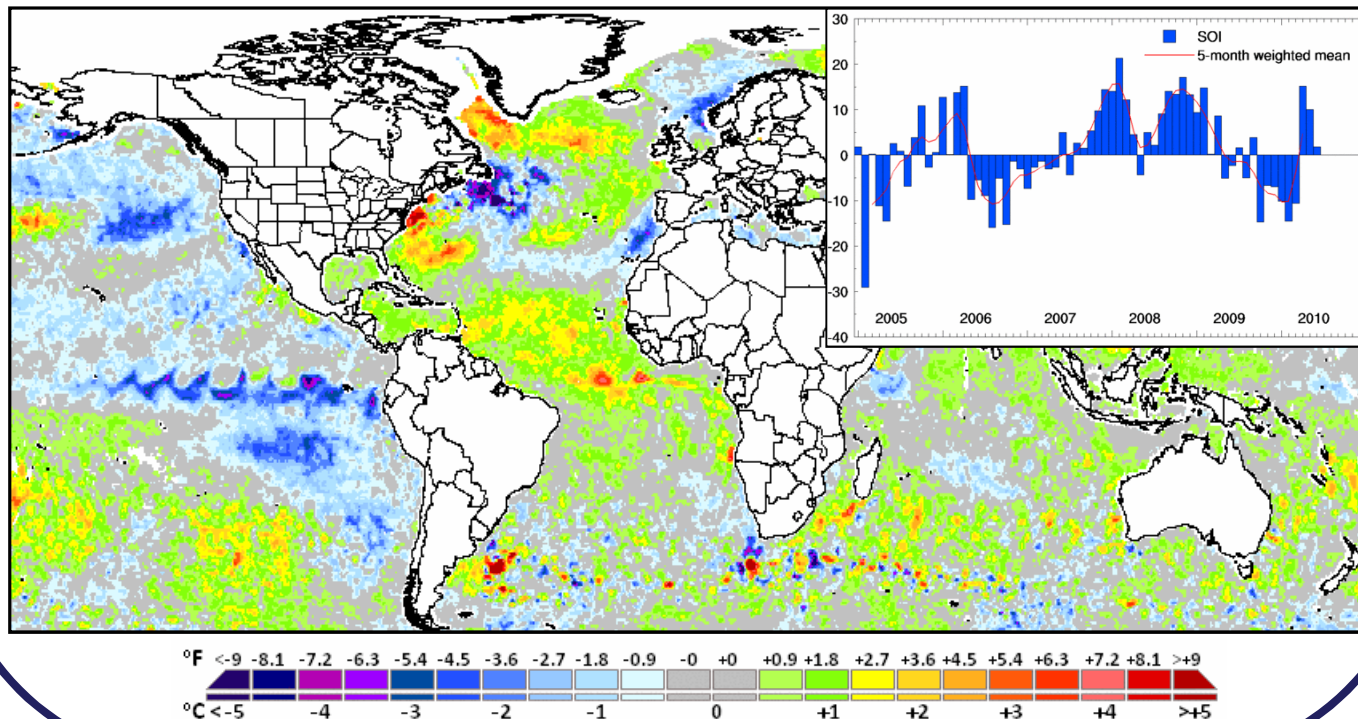 30
SOI
5-month weighted mean
20
10
0
-10
-20
-30
-40
2005 2006 2007 2008 2009 2010
°F <-9 -8.1 -7.2 -6.3 -5.4 -4.5 -3.6 -2.7 -1.8 -0.9 -0 +0 +0.9 +1.8 +2.7 +3.6 +4.5 +5.4 +6.3 +7.2 +8.1 >+9
°C <-5 -4 -3 -2 -1 0 +1 +2 +3 +4 >+5